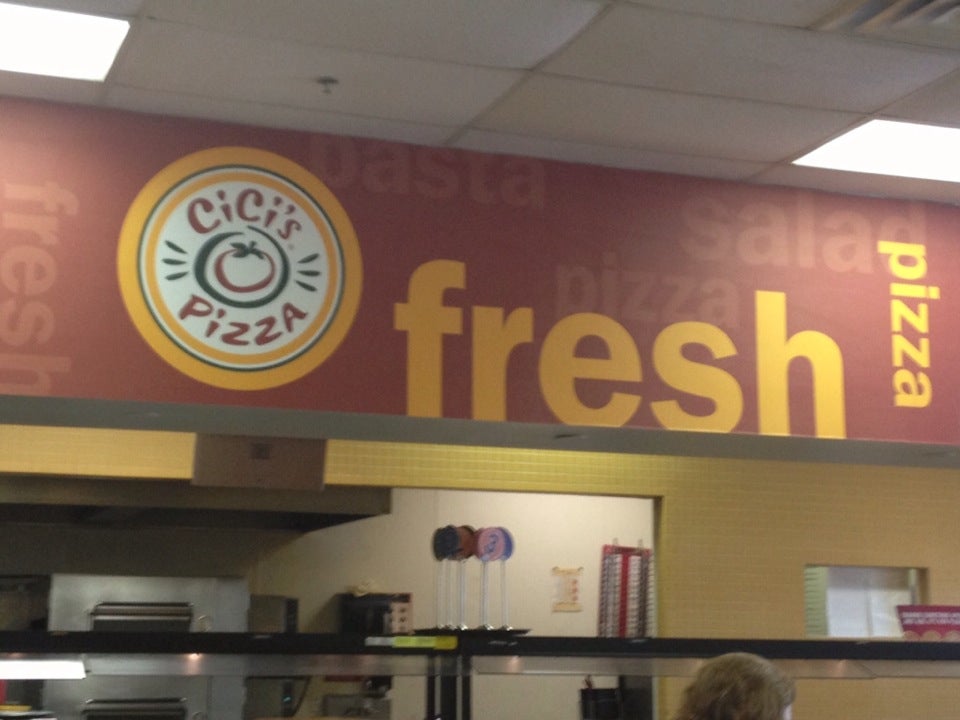 fresh
CiCi's
PizzA
pasta
salad
pizza
fresh
pizza